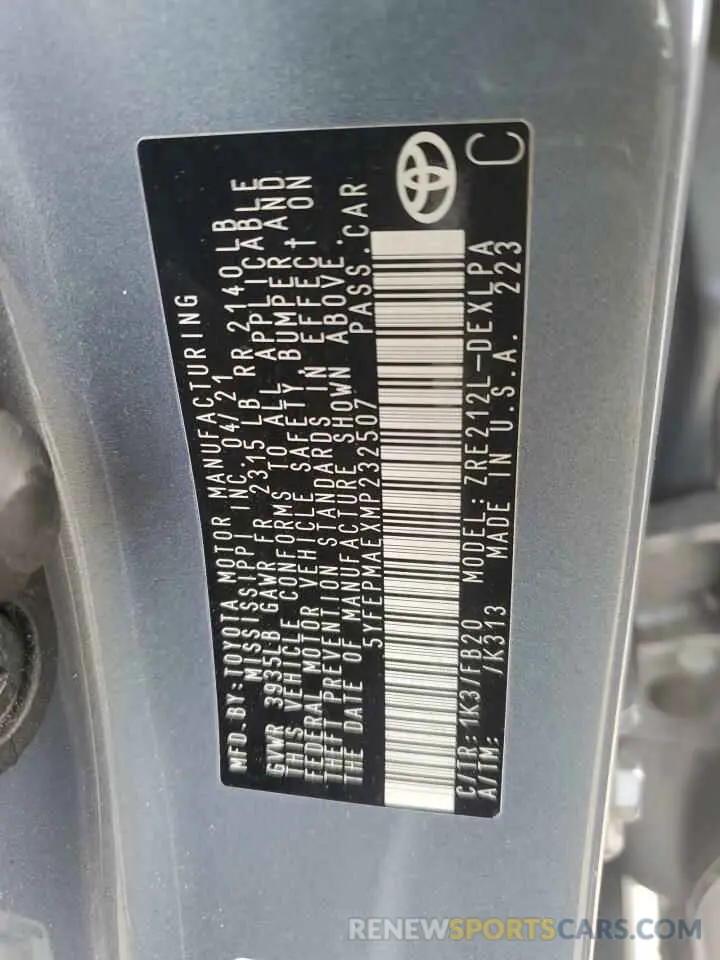 MFD. BY: TOYOTA MOTOR MANUFACTURING
MISSISSIPPI INC. 04/21
GVWR 3935LB GAWR FR 2315 LB RR 2140LB
THIS VEHICLE CONFORMS TO ALL APPLICABLE
FEDERAL MOTOR VEHICLE SAFETY, BUMPER, AND
THEFT PREVENTION STANDARDS IN EFFECT ON
THE DATE OF MANUFACTURE SHOWN ABOVE.
5YFEPMAEXMP232507 PASS. CAR
C/TR: 1K3/FB20 MODEL: ZRE212L-DEXLPA
A/TM: /K313 MADE IN U.S.A. 223
C
RENEWSPORTSCARS.COM